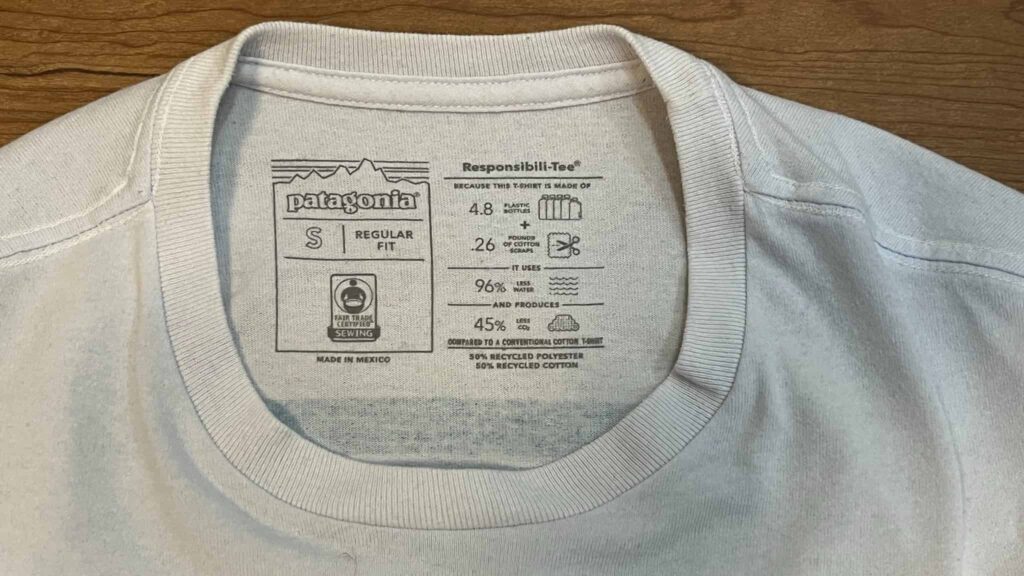 patagonia
S
REGULAR
FIT
FAIR TRADE
CERTIFIED
SEWING
MADE IN MEXICO
Responsibili-Tee®
BECAUSE THIS T-SHIRT IS MADE OF
4.8 PLASTIC
BOTTLES
+
.26 POUNDS
OF COTTON
SCRAPS
IT USES
96% LESS
WATER
AND PRODUCES
45% LESS
CO₂
COMPARED TO A CONVENTIONAL COTTON T-SHIRT
50% RECYCLED POLYESTER
50% RECYCLED COTTON